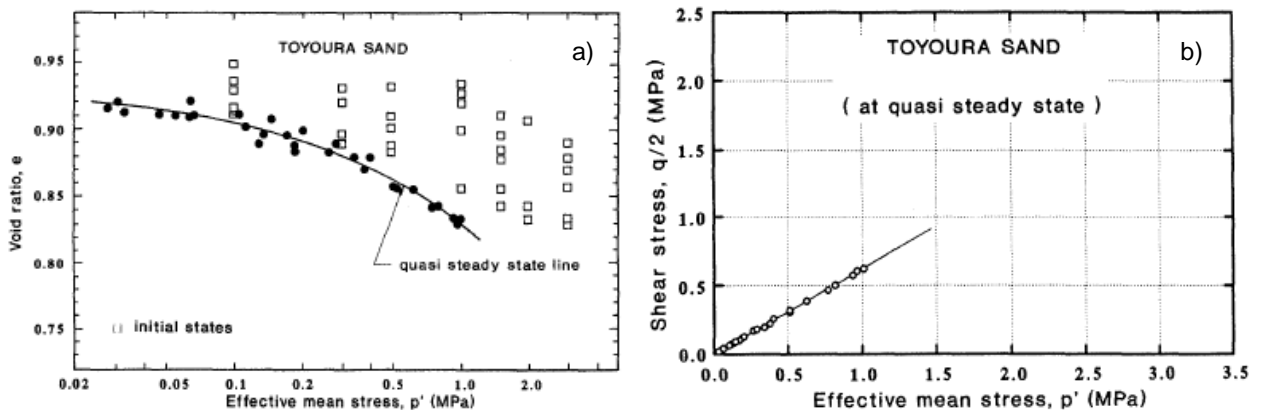 TOYOURA SAND
a)
Void ratio, e
0.95
0.90
0.85
0.80
0.75
quasi steady state line
initial states
0.02 0.05 0.1 0.2 0.5 1.0 2.0
Effective mean stress, p' (MPa)
b)
TOYOURA SAND
( at quasi steady state )
Shear stress, q/2 (MPa)
2.5
2.0
1.5
1.0
0.5
0.0
0.0 0.5 1.0 1.5 2.0 2.5 3.0 3.5
Effective mean stress, p' (MPa)